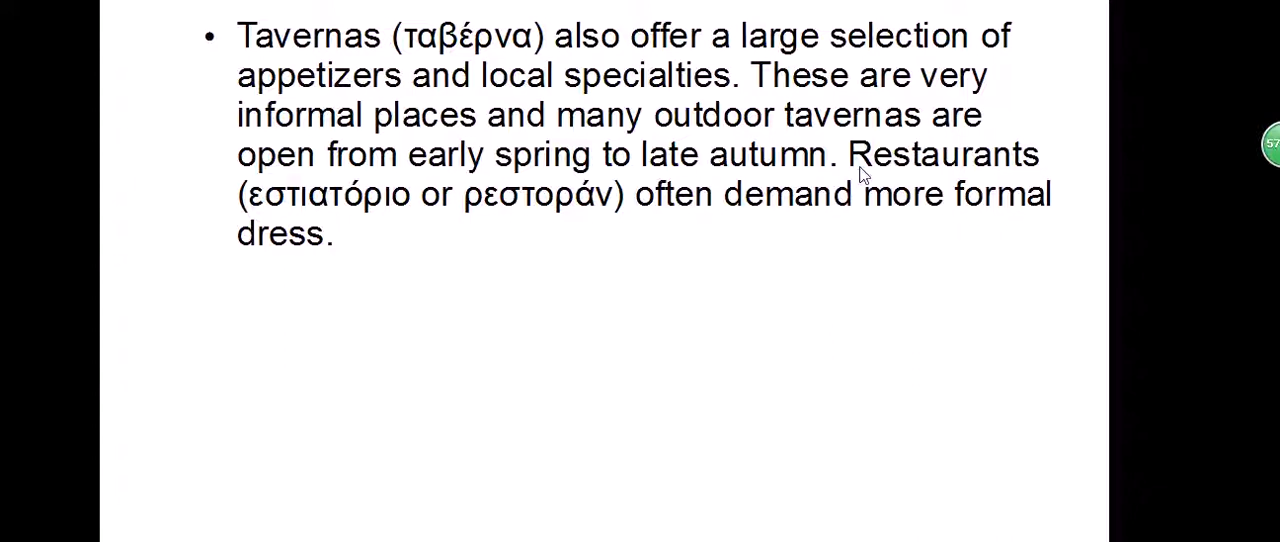 • Tavernas (ταβέρνα) also offer a large selection of
appetizers and local specialties. These are very
informal places and many outdoor tavernas are
open from early spring to late autumn. Restaurants
(εστιατόριο or ρεστοράν) often demand more formal
dress.
57